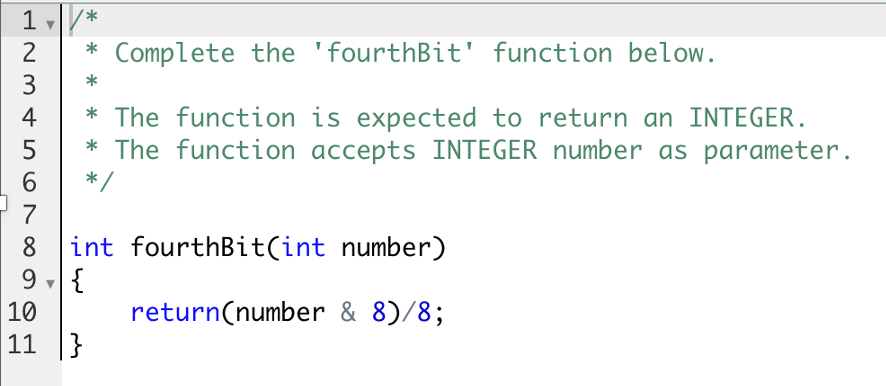 1 /*
2  * Complete the 'fourthBit' function below.
3  *
4  * The function is expected to return an INTEGER.
5  * The function accepts INTEGER number as parameter.
6  */
7
8 int fourthBit(int number)
9 {
10     return(number & 8)/8;
11 }